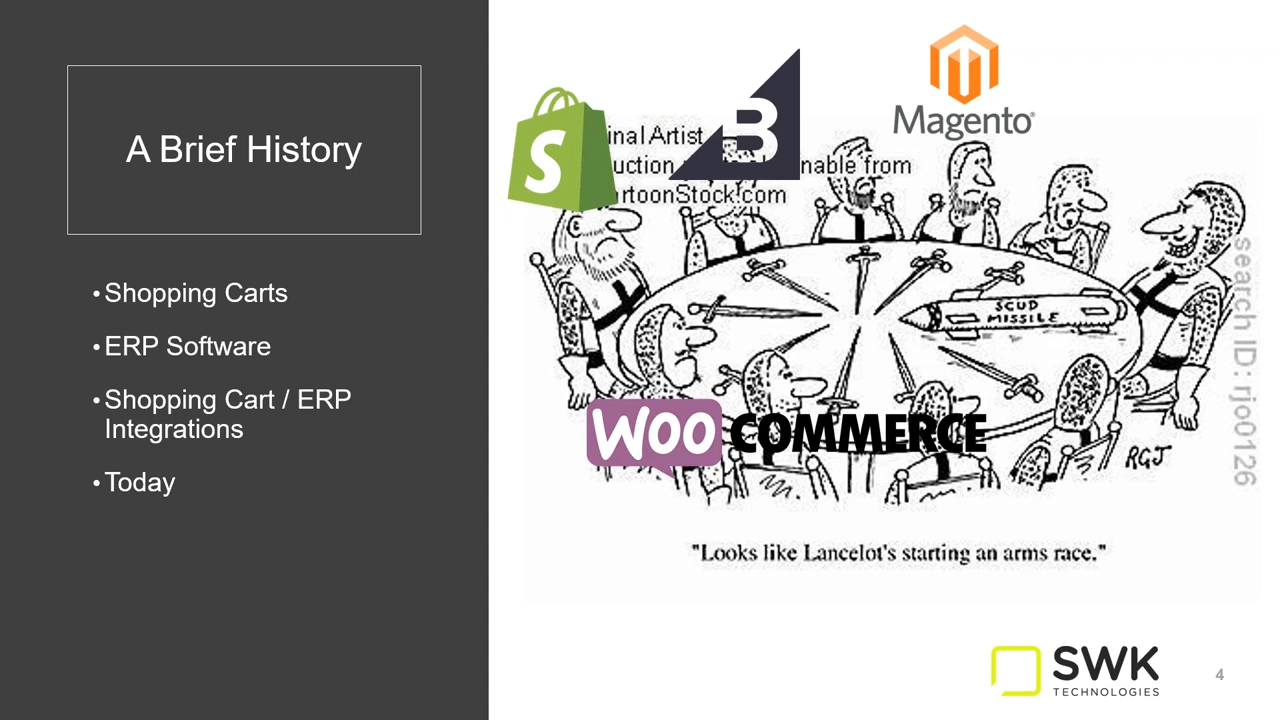 A Brief History
•Shopping Carts
•ERP Software
•Shopping Cart / ERP
Integrations
•Today
S
B
Magento
inal Artist
uction nable from
artoonStock.com
SCUD
MISSILE
search ID: rjo0126
WOO COMMERCE
RGJ
"Looks like Lancelot's starting an arms race."
SWK
TECHNOLOGIES
4